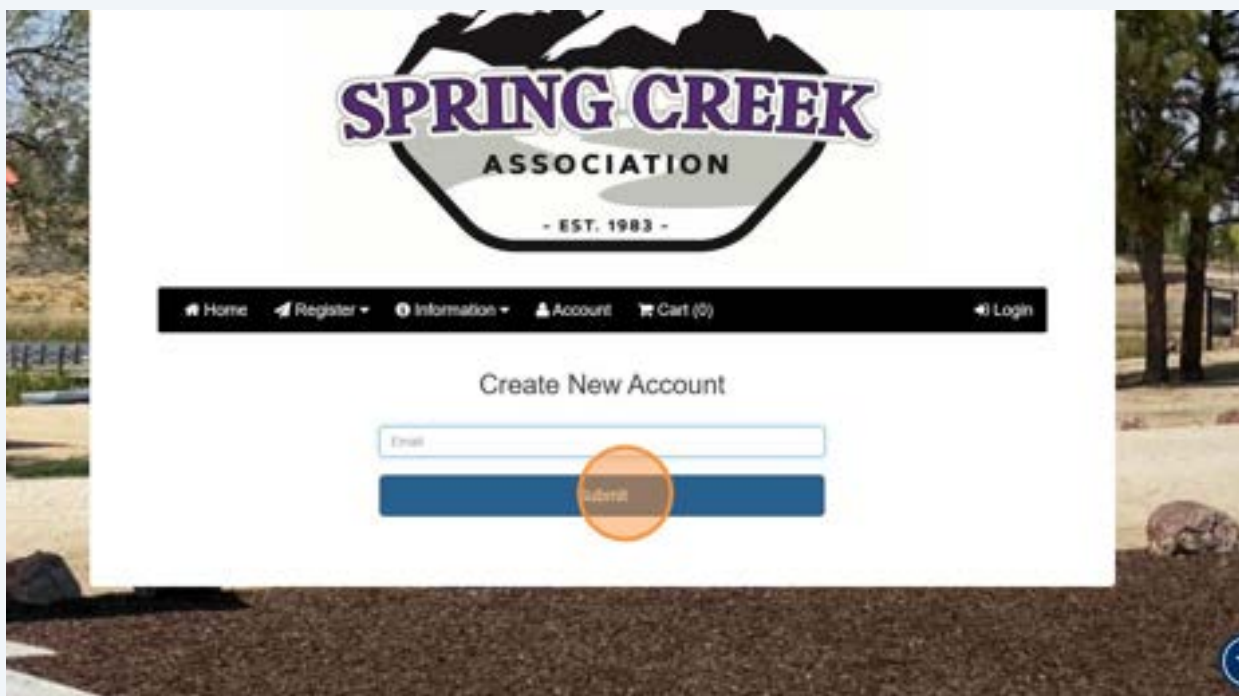 SPRING CREEK
ASSOCIATION
- EST. 1983 -
Home Register Information Account Cart (0) Login
Create New Account
Email
Submit